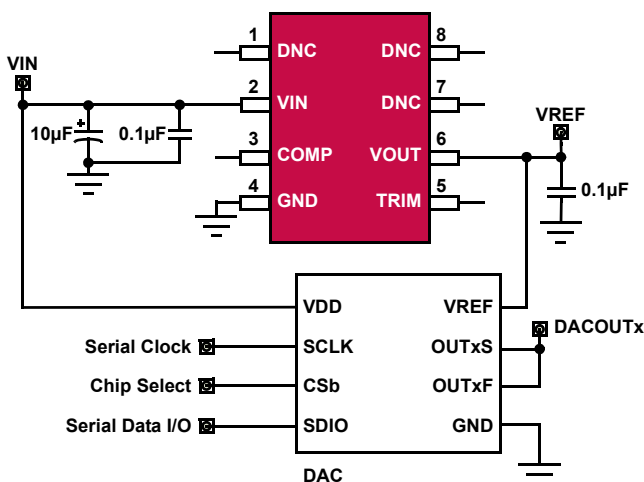 1
8
DNC
DNC
VIN
2
7
VIN
DNC
VREF
10µF
+
0.1µF
3
6
COMP
VOUT
4
5
GND
TRIM
0.1µF
VDD
VREF
DACOUTx
Serial Clock
SCLK
OUTxS
Chip Select
CSb
OUTxF
Serial Data I/O
SDIO
GND
DAC